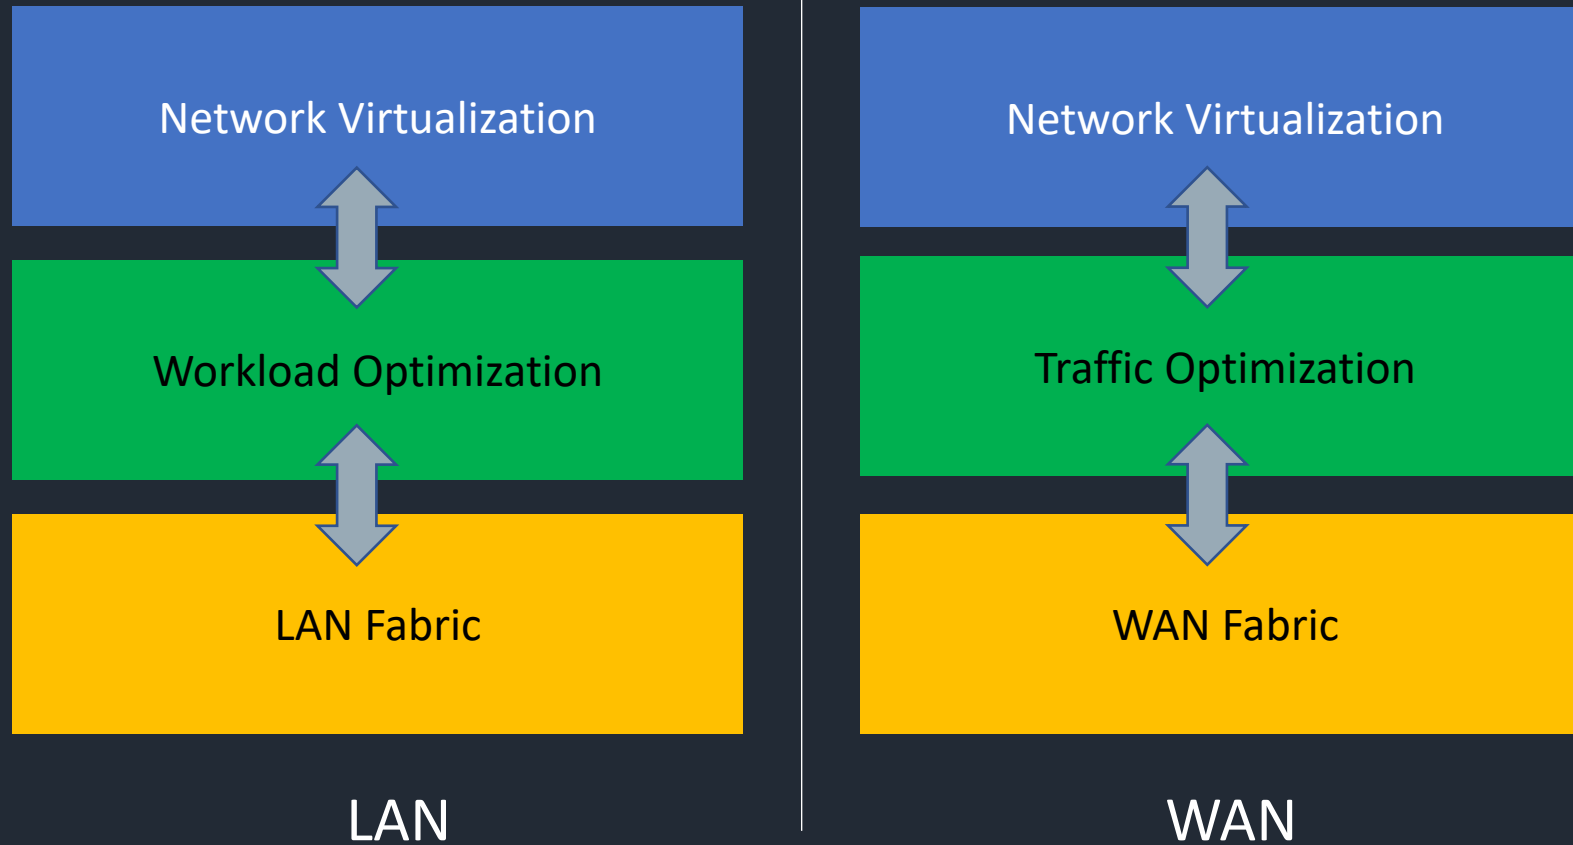 Network Virtualization
Workload Optimization
LAN Fabric
LAN
Network Virtualization
Traffic Optimization
WAN Fabric
WAN